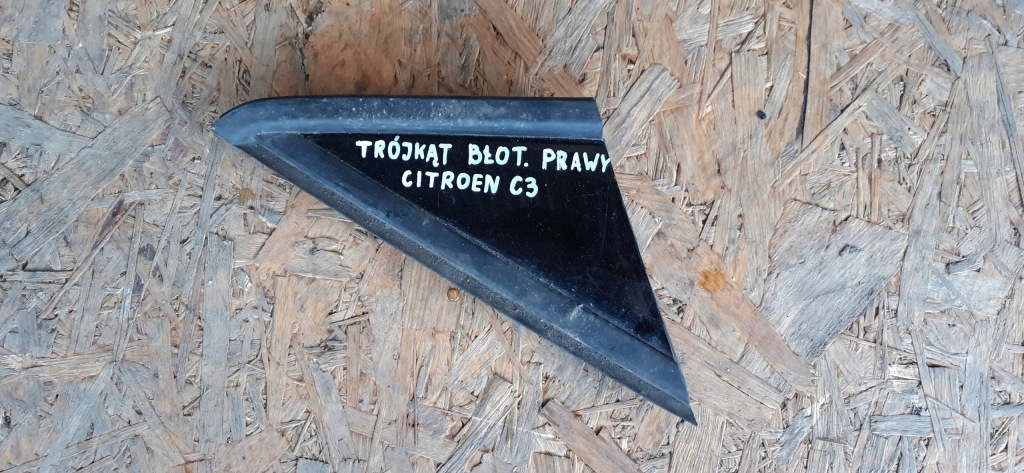 TRÓJKĄT BŁOT. PRAWY
CITROEN C3